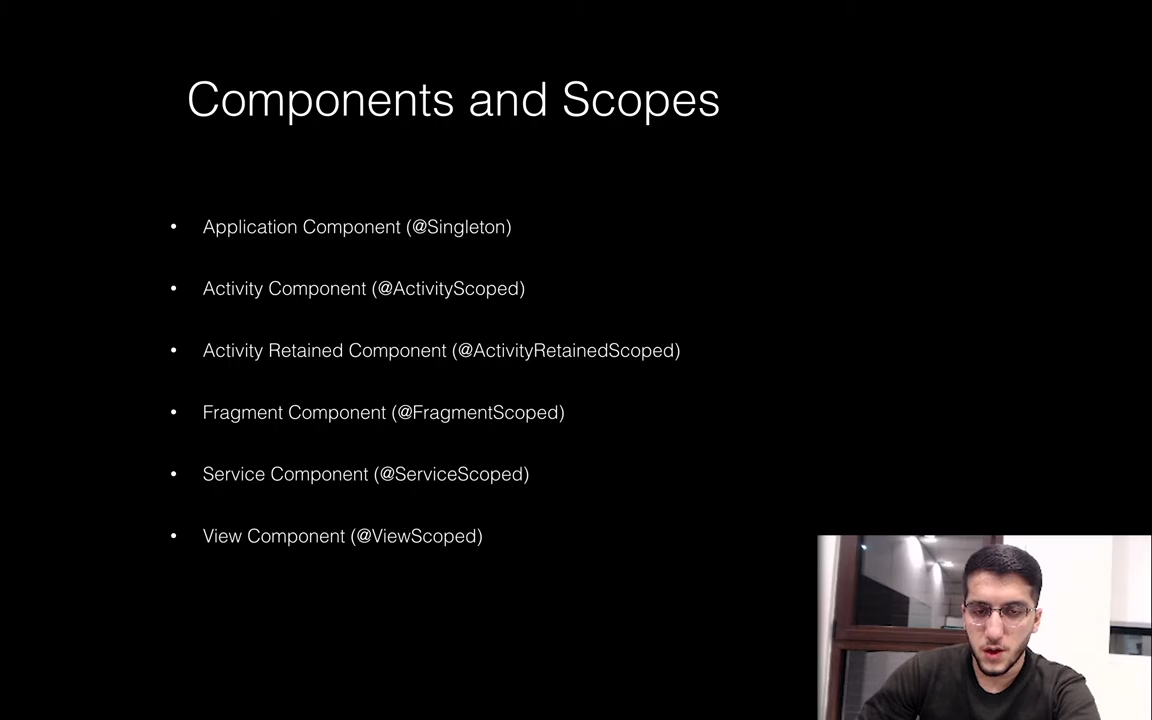 Components and Scopes
• Application Component (@Singleton)
• Activity Component (@ActivityScoped)
• Activity Retained Component (@ActivityRetainedScoped)
• Fragment Component (@FragmentScoped)
• Service Component (@ServiceScoped)
• View Component (@ViewScoped)